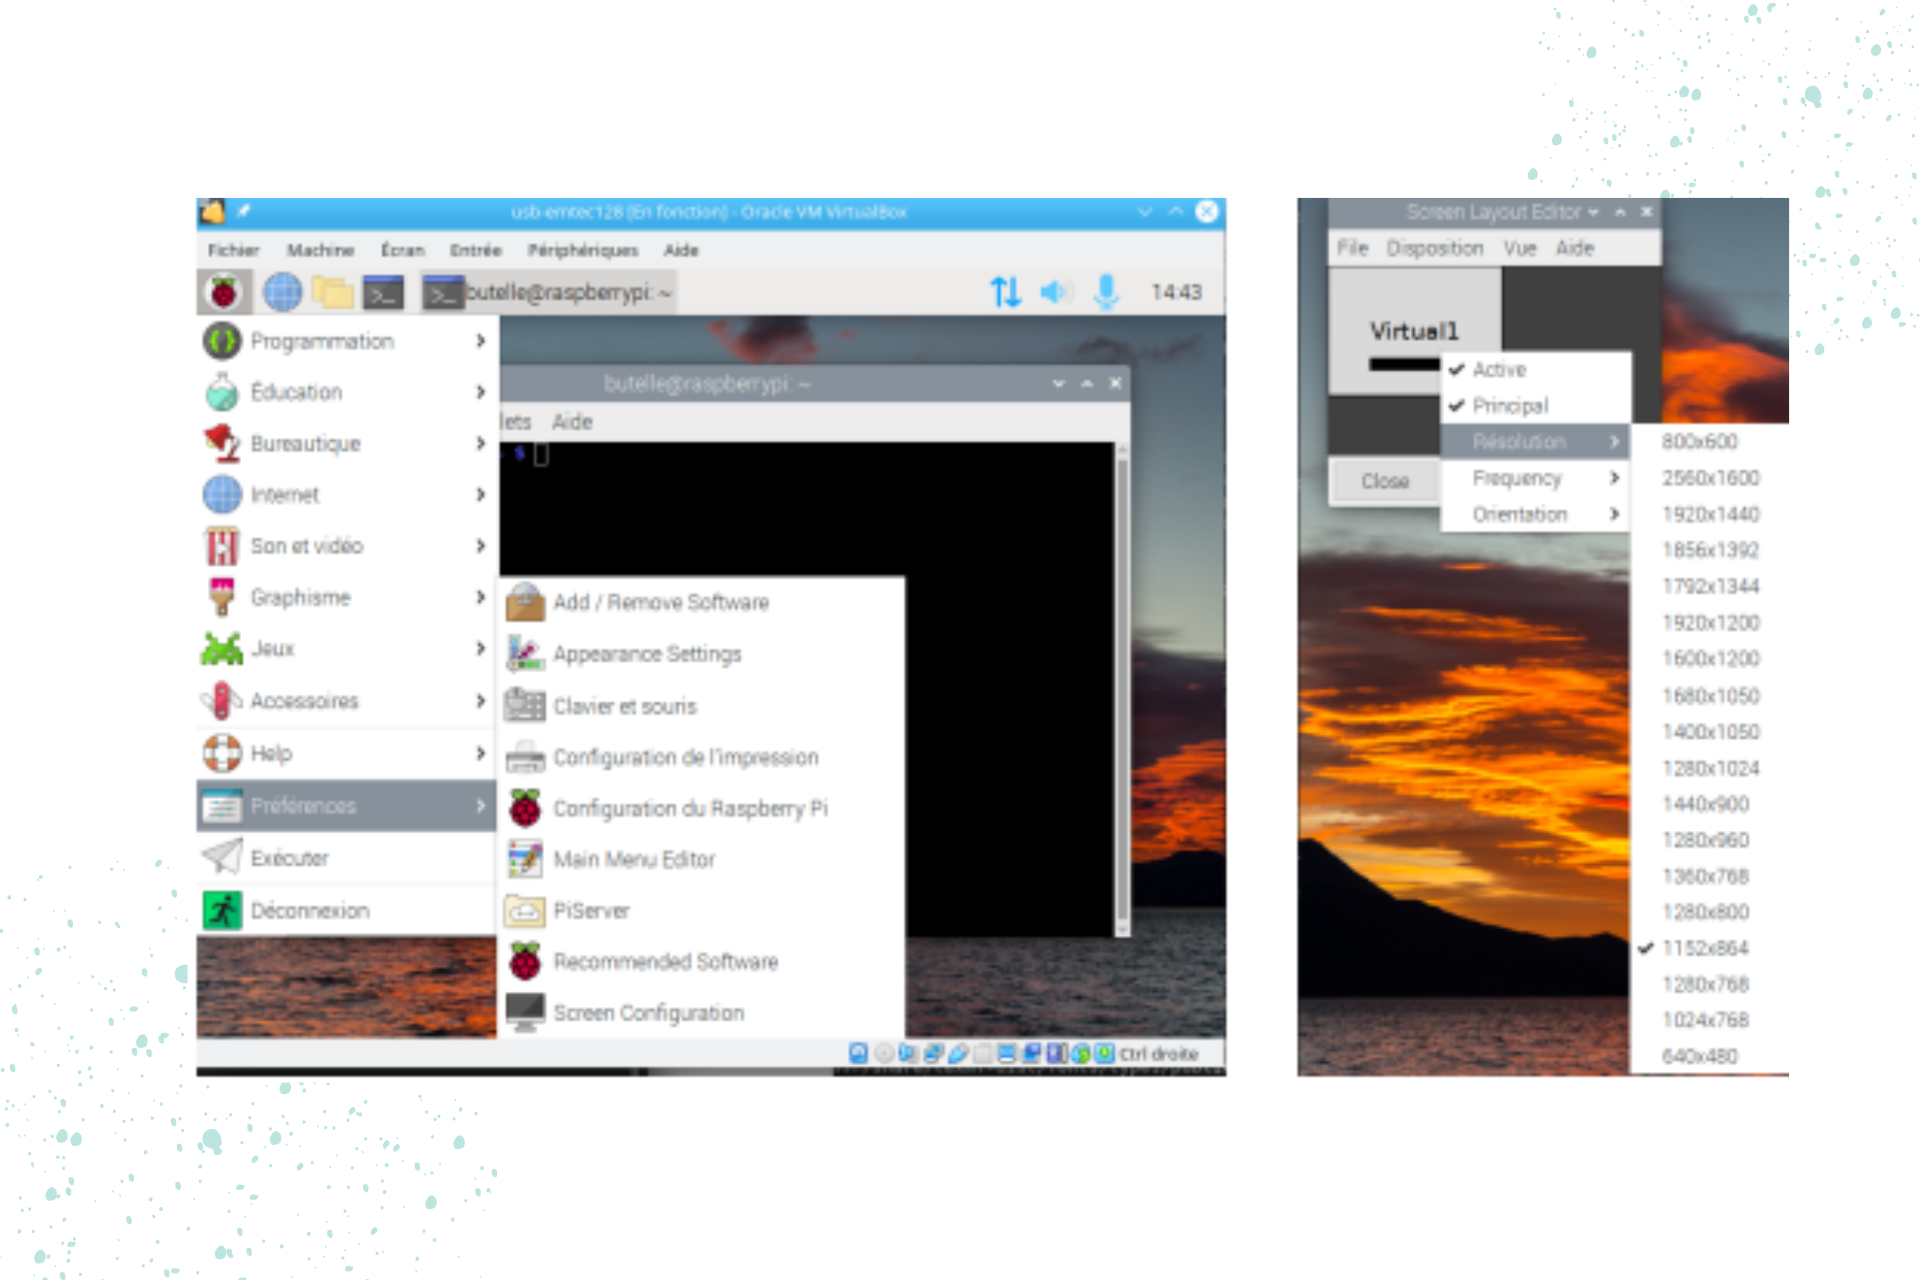 usb-emtec128 [En fonction] - Oracle VM VirtualBox
Fichier Machine Écran Entrée Périphériques Aide
butelle@raspberrypi: ~ 14:43
Programmation
Éducation
Bureautique
Internet
Son et vidéo
Graphisme
Jeux
Accessoires
Help
Préférences
Exécuter
Déconnexion
butelle@raspberrypi: ~
lets Aide
$
Add / Remove Software
Appearance Settings
Clavier et souris
Configuration de l'impression
Configuration du Raspberry Pi
Main Menu Editor
PiServer
Recommended Software
Screen Configuration
Ctrl droite
Screen Layout Editor
File Disposition Vue Aide
Virtual1
Close
Active
Principal
Résolution
Frequency
Orientation
800x600
2560x1600
1920x1440
1856x1392
1792x1344
1920x1200
1600x1200
1680x1050
1400x1050
1280x1024
1440x900
1280x960
1360x768
1280x800
1152x864
1280x768
1024x768
640x480